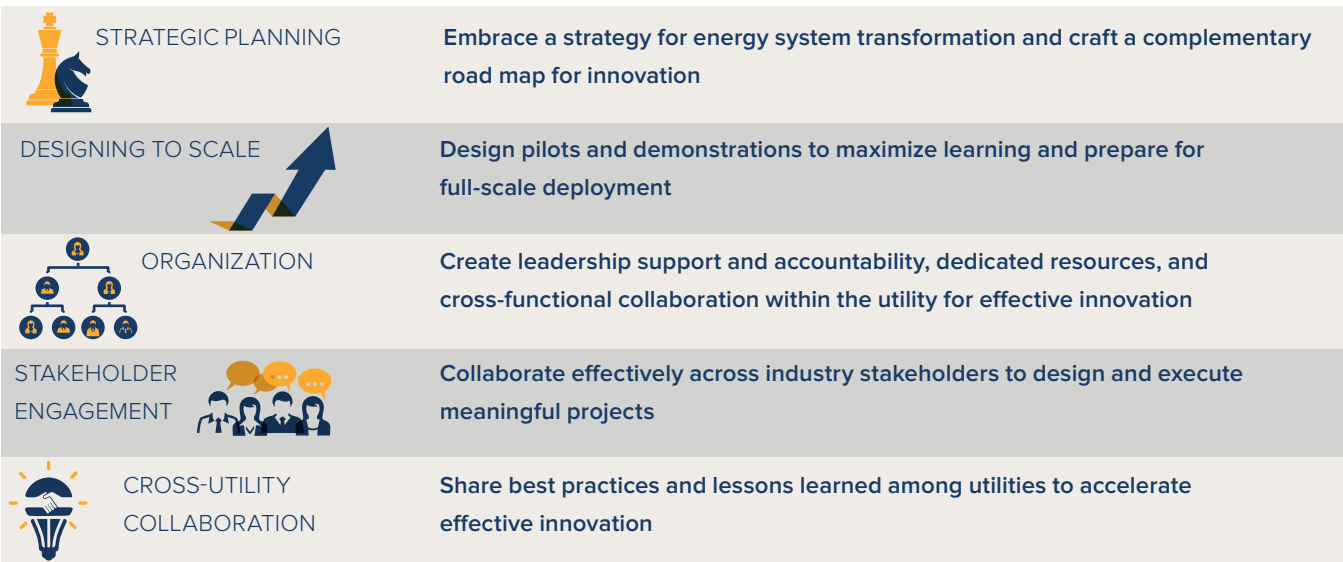 STRATEGIC PLANNING
Embrace a strategy for energy system transformation and craft a complementary
road map for innovation
DESIGNING TO SCALE
Design pilots and demonstrations to maximize learning and prepare for
full-scale deployment
ORGANIZATION
Create leadership support and accountability, dedicated resources, and
cross-functional collaboration within the utility for effective innovation
STAKEHOLDER
ENGAGEMENT
Collaborate effectively across industry stakeholders to design and execute
meaningful projects
CROSS-UTILITY
COLLABORATION
Share best practices and lessons learned among utilities to accelerate
effective innovation